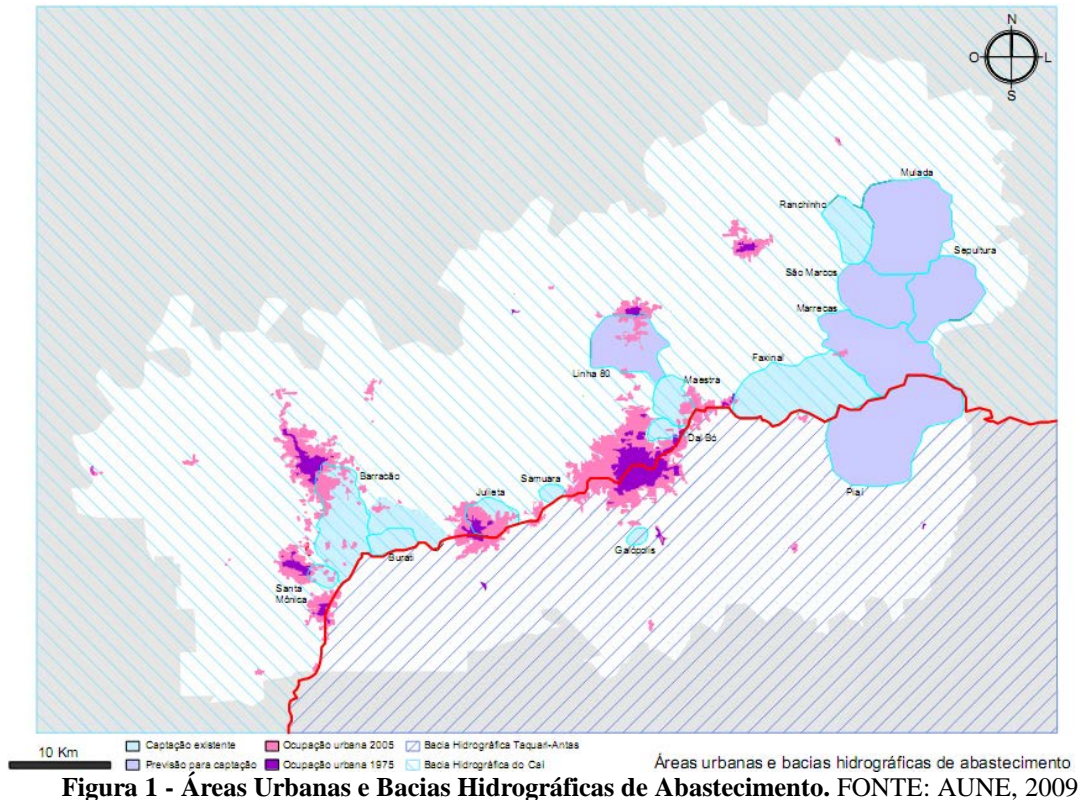 N
O L
S
Mulada
Ranchinho
Sepultura
São Marcos
Marrecas
Faxinal
Linha 80
Maestra
Dal Bó
Barracão
Samuara
Julieta
Piaí
Galópolis
Burati
Santa
Mônica
10 Km
Captação existente Ocupação urbana 2005 Bacia Hidrográfica Taquari-Antas
Previsão para captação Ocupação urbana 1975 Bacia Hidrográfica do Caí
Áreas urbanas e bacias hidrográficas de abastecimento
Figura 1 - Áreas Urbanas e Bacias Hidrográficas de Abastecimento. FONTE: AUNE, 2009